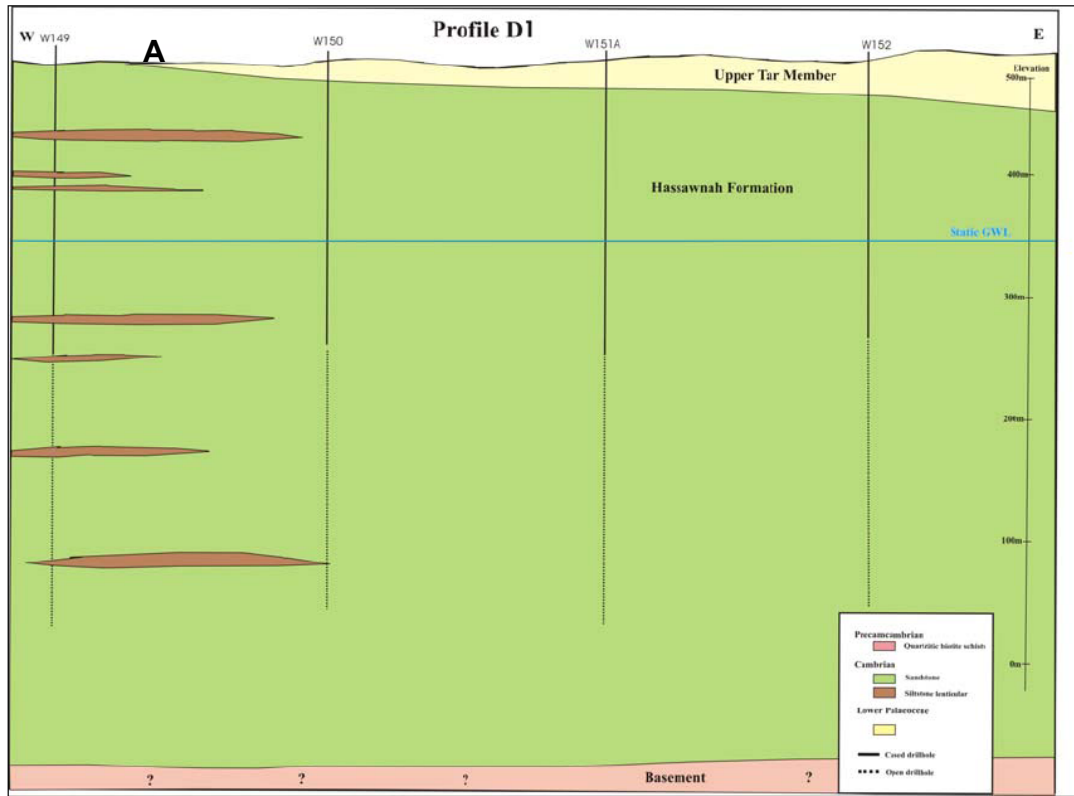 Profile D1
W
W149
A
W150
W151A
W152
E
Upper Tar Member
Elevation
500m
Hassawnah Formation
400m
Static GWL
300m
200m
100m
0m
Precamcambrian
Quartzitic biotite schists
Cambrian
Sandstone
Siltstone lenticular
Lower Palaeocene
Cased drillhole
Open drillhole
? ? ? Basement ?